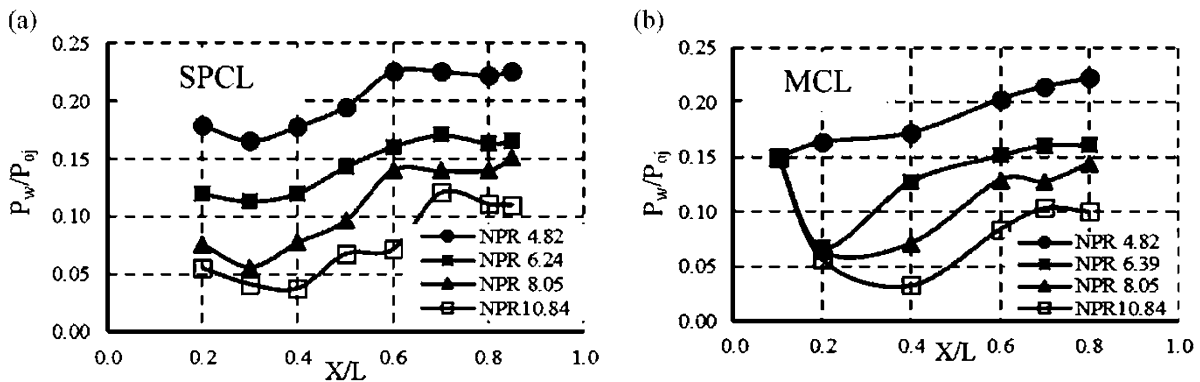 (a)
0.25
0.20
0.15
0.10
0.05
0.00
P_w/P_oj
SPCL
NPR 4.82
NPR 6.24
NPR 8.05
NPR10.84
0.0 0.2 0.4 0.6 0.8 1.0
X/L
(b)
0.25
0.20
0.15
0.10
0.05
0.00
P_w/P_oj
MCL
NPR 4.82
NPR 6.39
NPR 8.05
NPR10.84
0.0 0.2 0.4 0.6 0.8 1.0
X/L